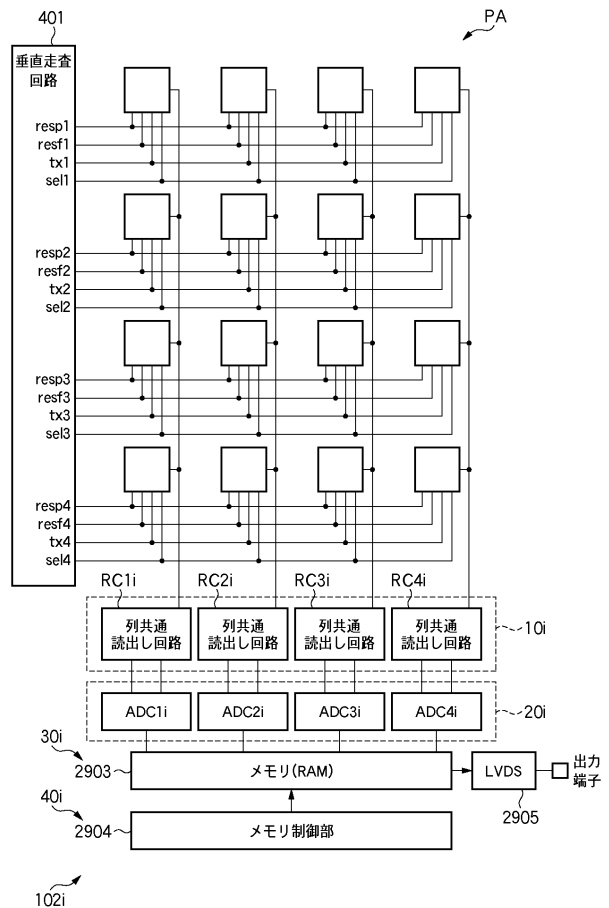 401
PA
垂直走査
回路
resp1
resf1
tx1
sel1
resp2
resf2
tx2
sel2
resp3
resf3
tx3
sel3
resp4
resf4
tx4
sel4
RC1i
RC2i
RC3i
RC4i
列共通
読出し回路
列共通
読出し回路
列共通
読出し回路
列共通
読出し回路
10i
ADC1i
ADC2i
ADC3i
ADC4i
20i
30i
2903
メモリ(RAM)
LVDS
出力
端子
2905
40i
2904
メモリ制御部
102i